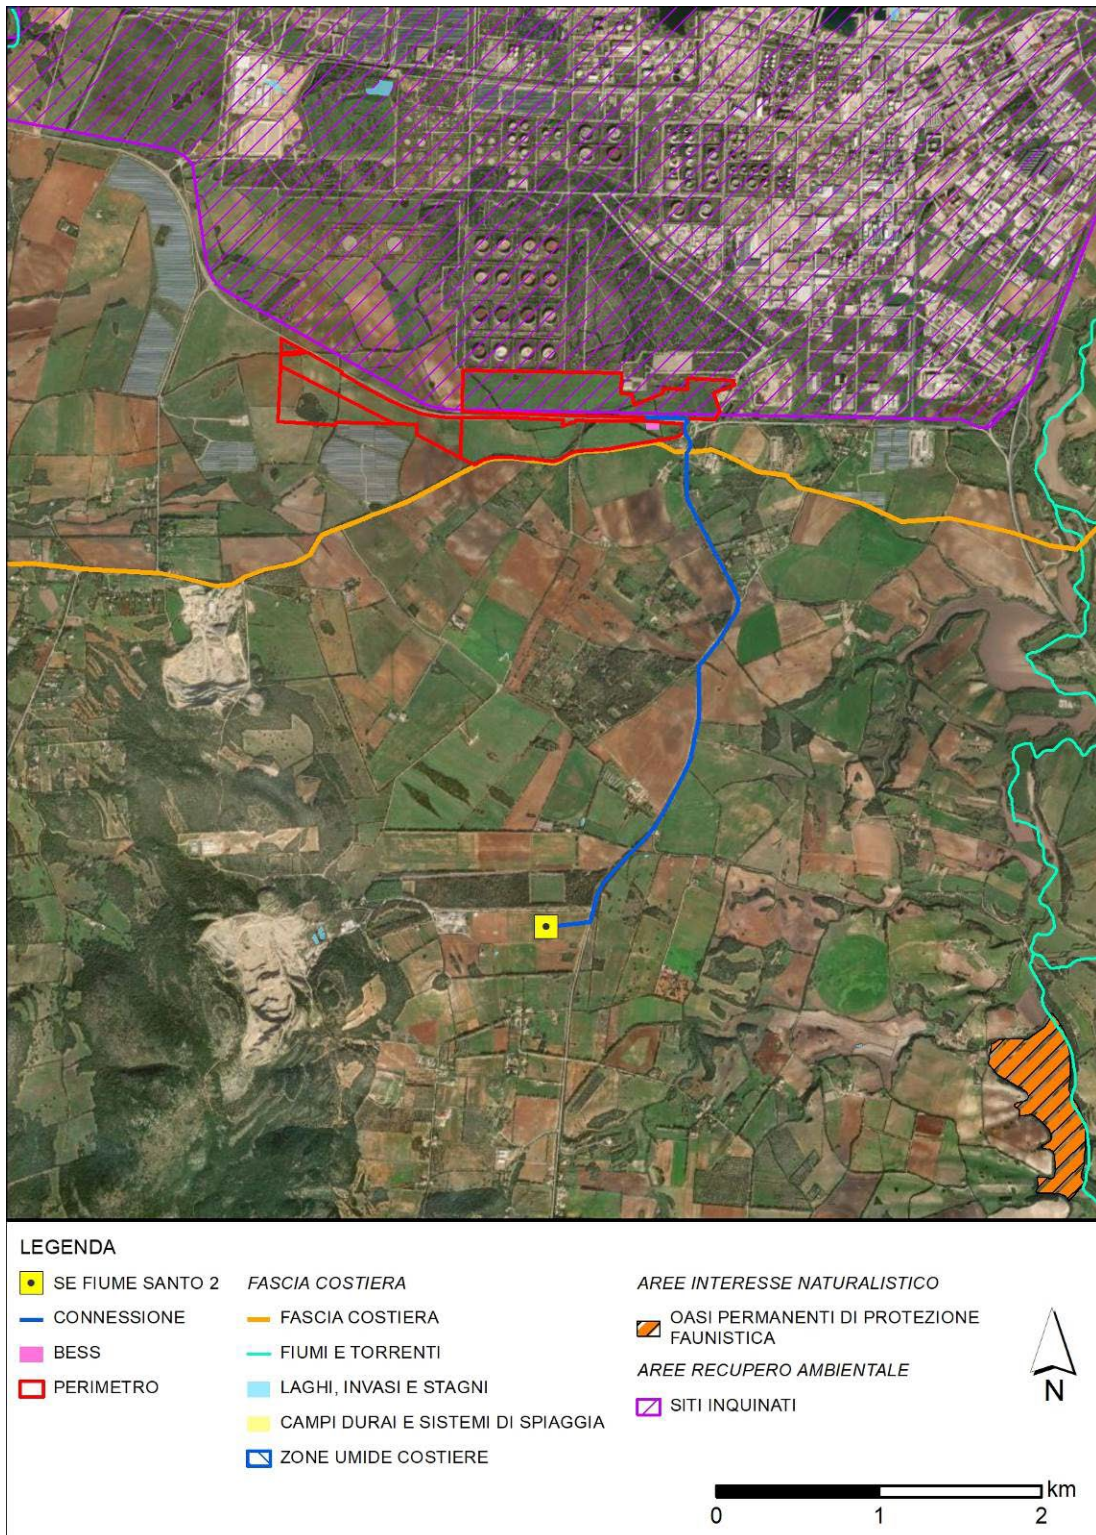 LEGENDA
SE FIUME SANTO 2
CONNESSIONE
BESS
PERIMETRO
FASCIA COSTIERA
FASCIA COSTIERA
FIUMI E TORRENTI
LAGHI, INVASI E STAGNI
CAMPI DURAI E SISTEMI DI SPIAGGIA
ZONE UMIDE COSTIERE
AREE INTERESSE NATURALISTICO
OASI PERMANENTI DI PROTEZIONE
FAUNISTICA
AREE RECUPERO AMBIENTALE
SITI INQUINATI
N
km
0 1 2